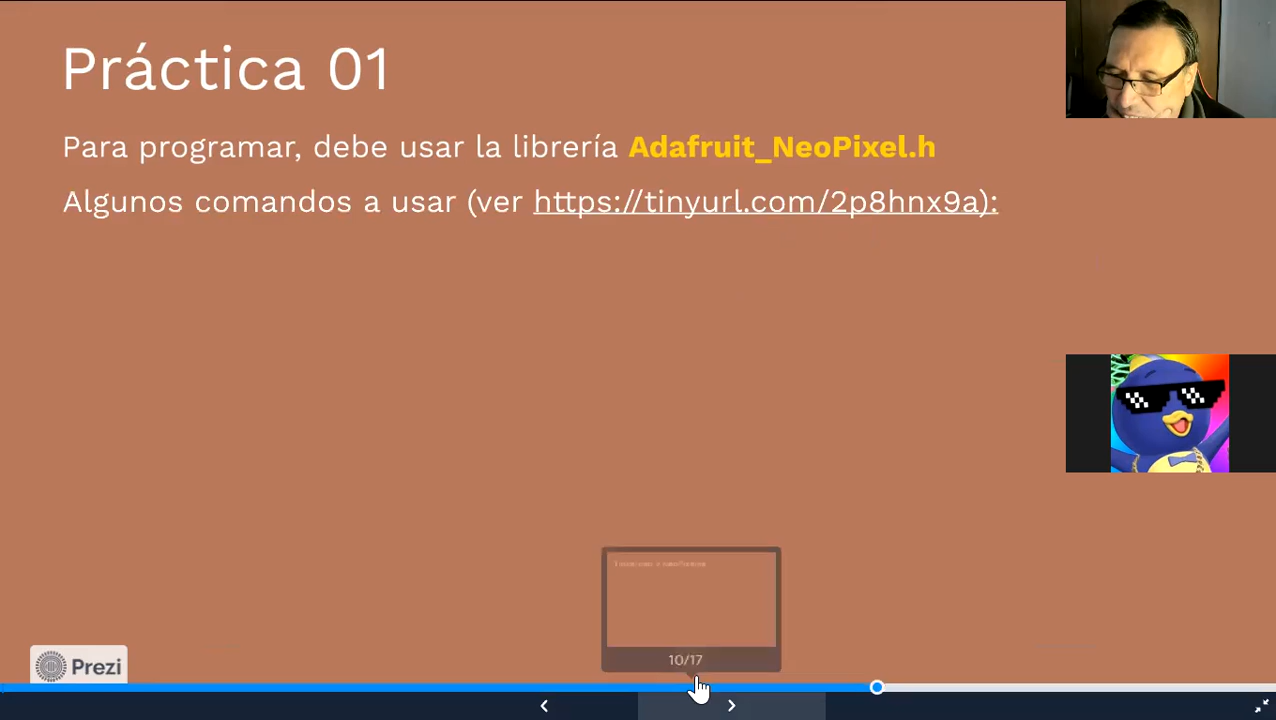 Práctica 01
Para programar, debe usar la librería Adafruit_NeoPixel.h
Algunos comandos a usar (ver https://tinyurl.com/2p8hnx9a):
10/17
Prezi